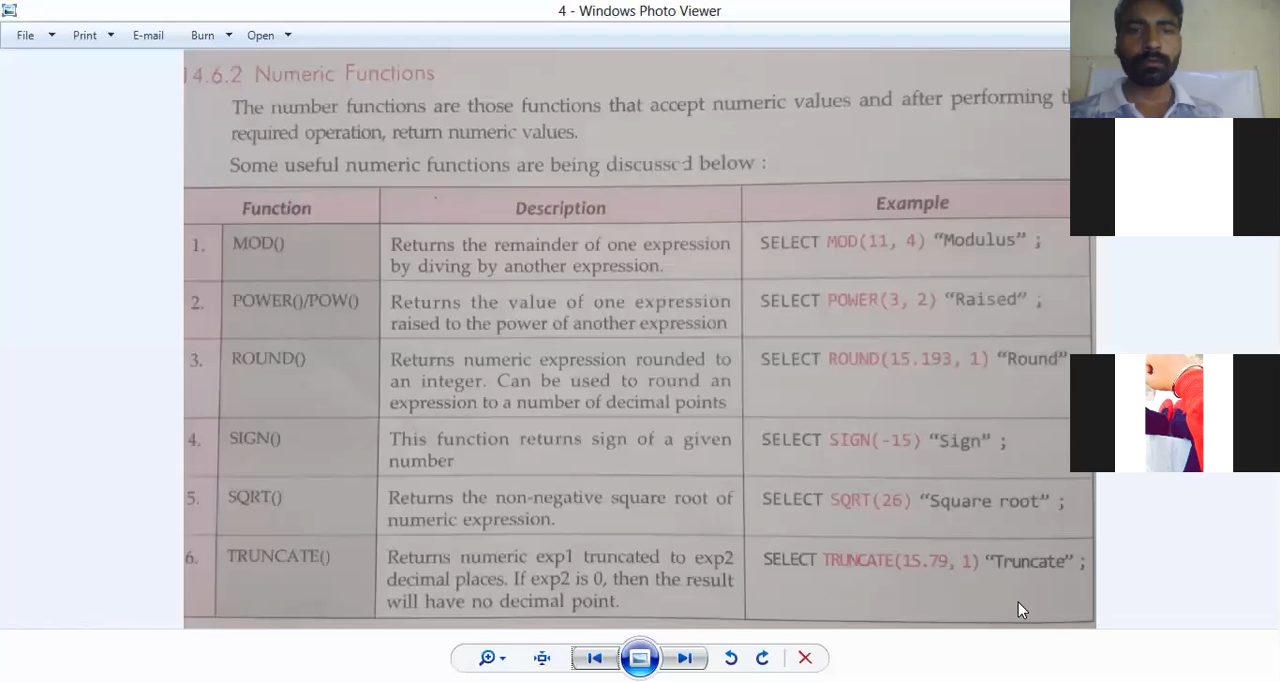 4 - Windows Photo Viewer
File Print E-mail Burn Open
14.6.2 Numeric Functions
The number functions are those functions that accept numeric values and after performing
required operation, return numeric values.
Some useful numeric functions are being discussed below :
Function Description Example
1. MOD() Returns the remainder of one expression SELECT MOD(11, 4) “Modulus” ;
by diving by another expression.
2. POWER()/POW() Returns the value of one expression SELECT POWER(3, 2) “Raised” ;
raised to the power of another expression
3. ROUND() Returns numeric expression rounded to SELECT ROUND(15.193, 1) “Round”
an integer. Can be used to round an
expression to a number of decimal points
4. SIGN() This function returns sign of a given SELECT SIGN(-15) “Sign” ;
number
5. SQRT() Returns the non-negative square root of SELECT SQRT(26) “Square root” ;
numeric expression.
6. TRUNCATE() Returns numeric exp1 truncated to exp2 SELECT TRUNCATE(15.79, 1) “Truncate” ;
decimal places. If exp2 is 0, then the result
will have no decimal point.